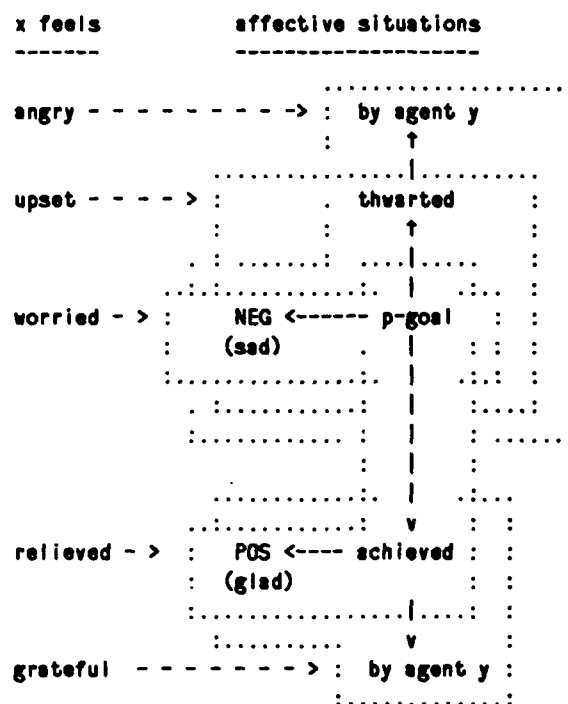 x feels affective situations
angry by agent y
upset thwarted
worried NEG p-goal
(sad)
relieved POS achieved
(glad)
grateful by agent y